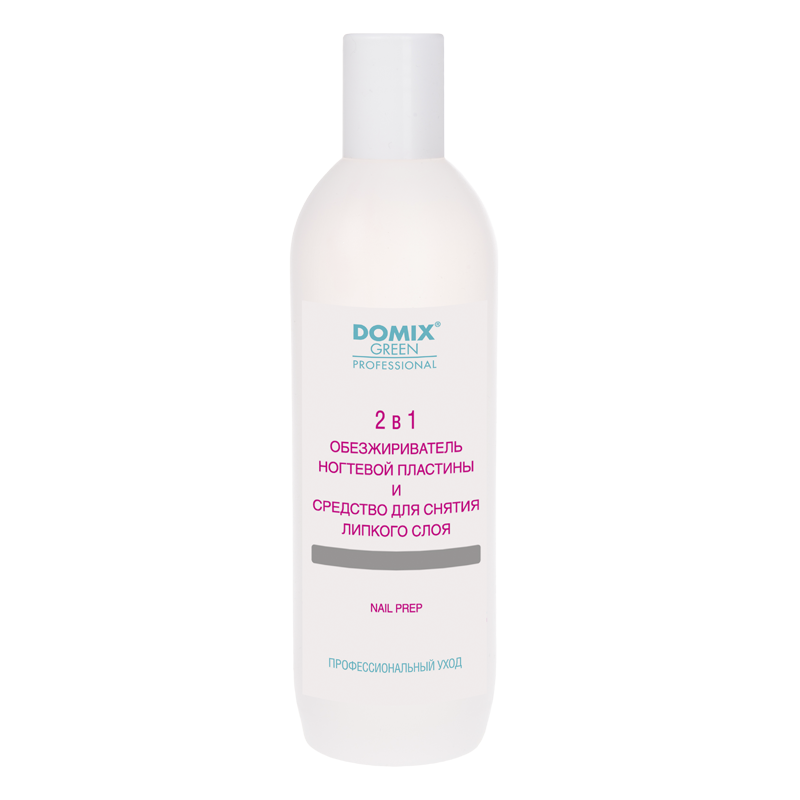 DOMIX®
GREEN
PROFESSIONAL
2 в 1
ОБЕЗЖИРИВАТЕЛЬ
НОГТЕВОЙ ПЛАСТИНЫ
И
СРЕДСТВО ДЛЯ СНЯТИЯ
ЛИПКОГО СЛОЯ
NAIL PREP
ПРОФЕССИОНАЛЬНЫЙ УХОД